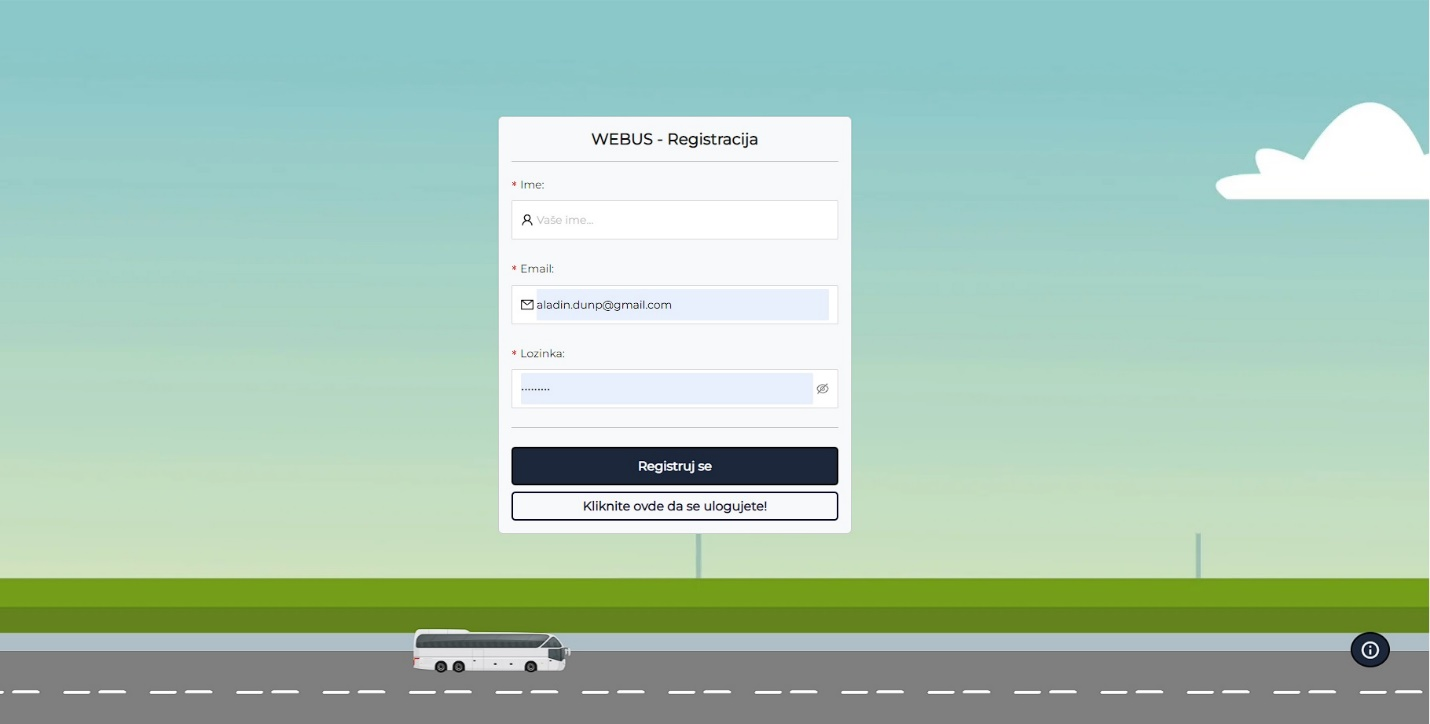 WEBUS - Registracija
* Ime:
Vaše ime...
* Email:
aladin.dunp@gmail.com
* Lozinka:
·········
Registruj se
Kliknite ovde da se ulogujete!